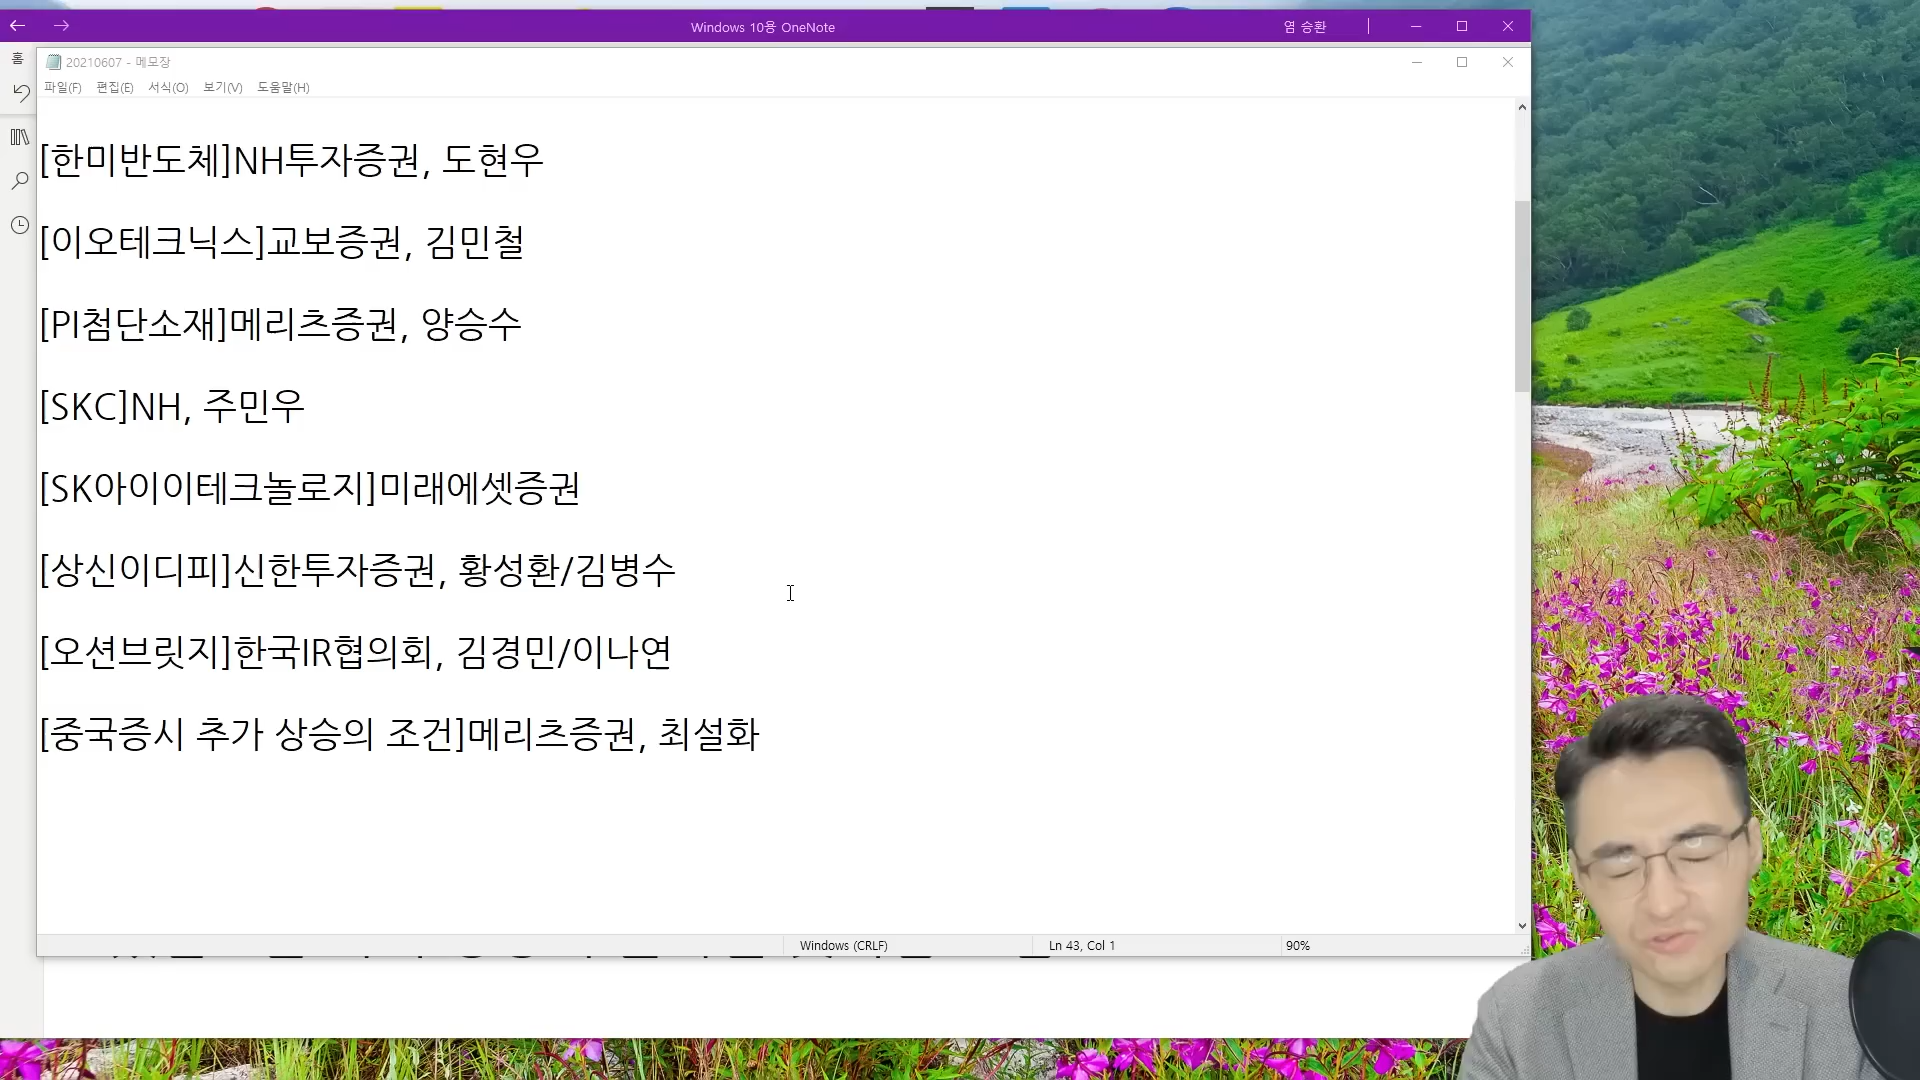 Windows 10용 OneNote
염 승환
홈
20210607 - 메모장
파일(F) 편집(E) 서식(O) 보기(V) 도움말(H)
[한미반도체]NH투자증권, 도현우
[이오테크닉스]교보증권, 김민철
[PI첨단소재]메리츠증권, 양승수
[SKC]NH, 주민우
[SK아이이테크놀로지]미래에셋증권
[상신이디피]신한투자증권, 황성환/김병수
[오션브릿지]한국IR협의회, 김경민/이나연
[중국증시 추가 상승의 조건]메리츠증권, 최설화
Windows (CRLF) Ln 43, Col 1 90%